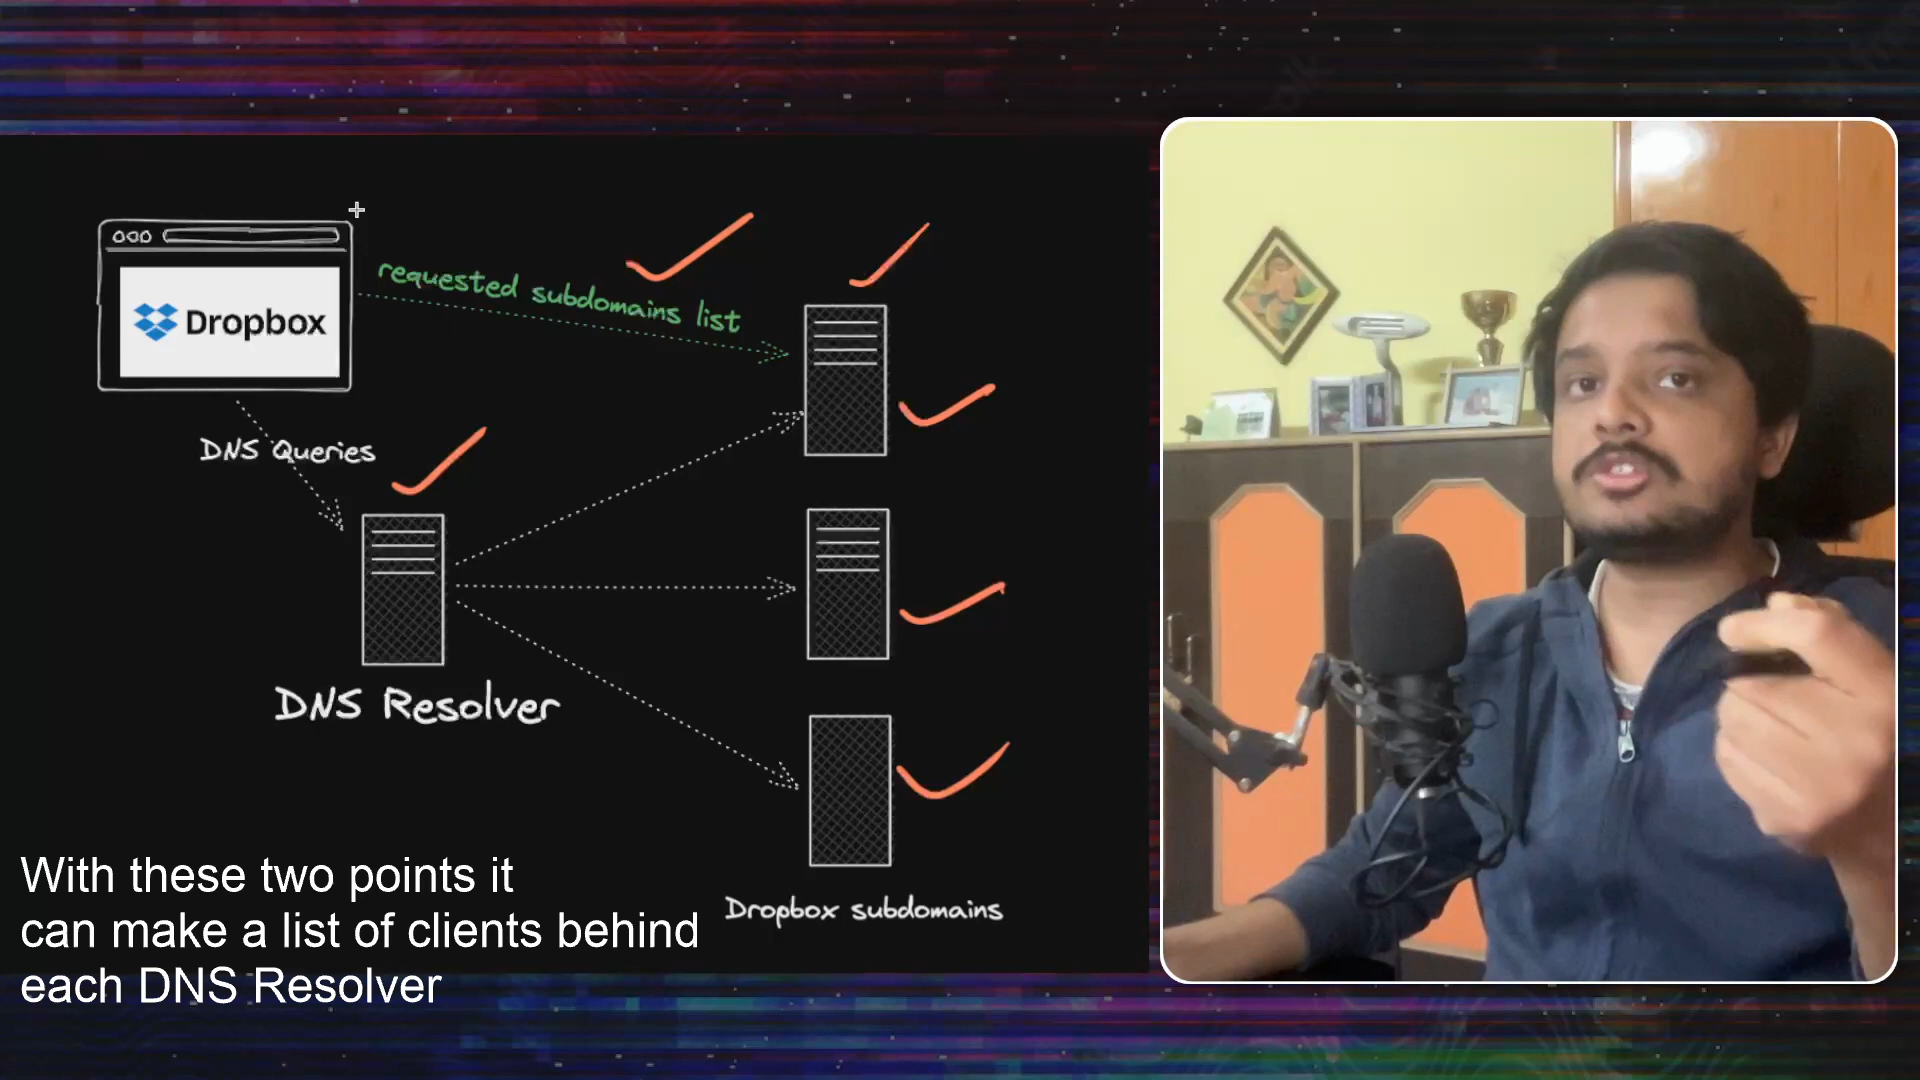 requested subdomains list
Dropbox
DNS Queries
DNS Resolver
Dropbox subdomains
With these two points it
can make a list of clients behind
each DNS Resolver